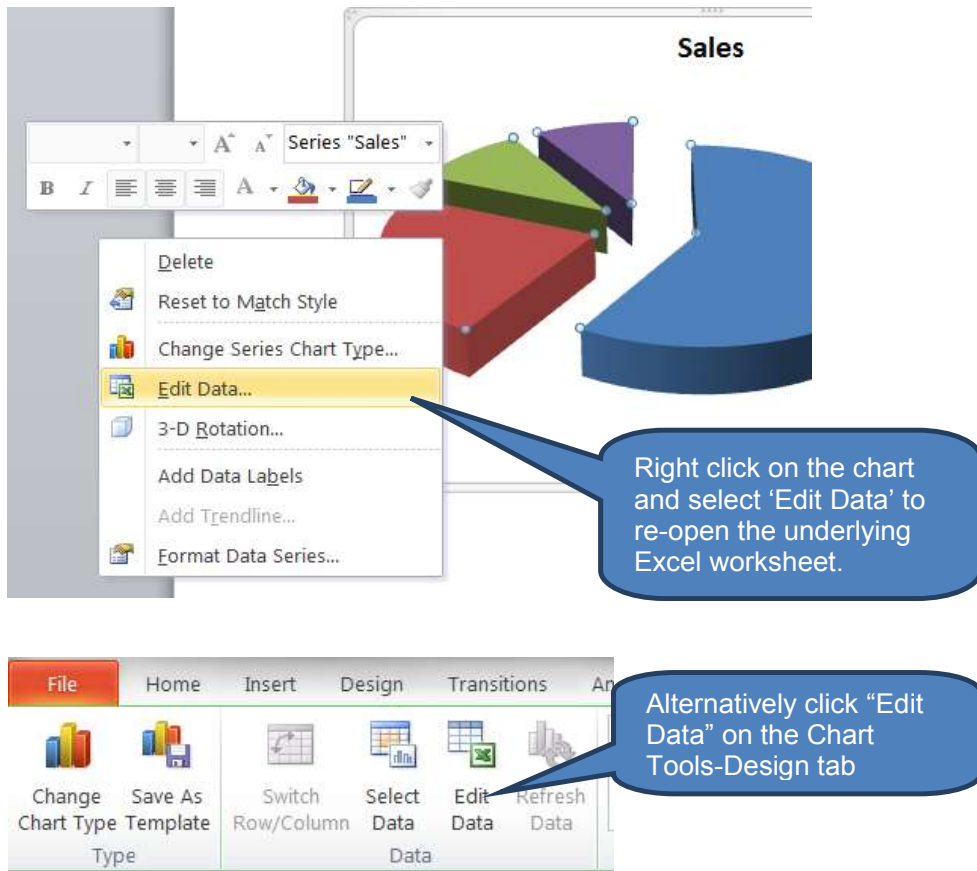 Sales
Series "Sales"
B I A
Delete
Reset to Match Style
Change Series Chart Type...
Edit Data...
3-D Rotation...
Add Data Labels
Add Trendline...
Format Data Series...
Right click on the chart
and select ‘Edit Data’ to
re-open the underlying
Excel worksheet.
File Home Insert Design Transitions An
Change Save As Switch Select Edit Refresh
Chart Type Template Row/Column Data Data Data
Type Data
Alternatively click “Edit
Data” on the Chart
Tools-Design tab